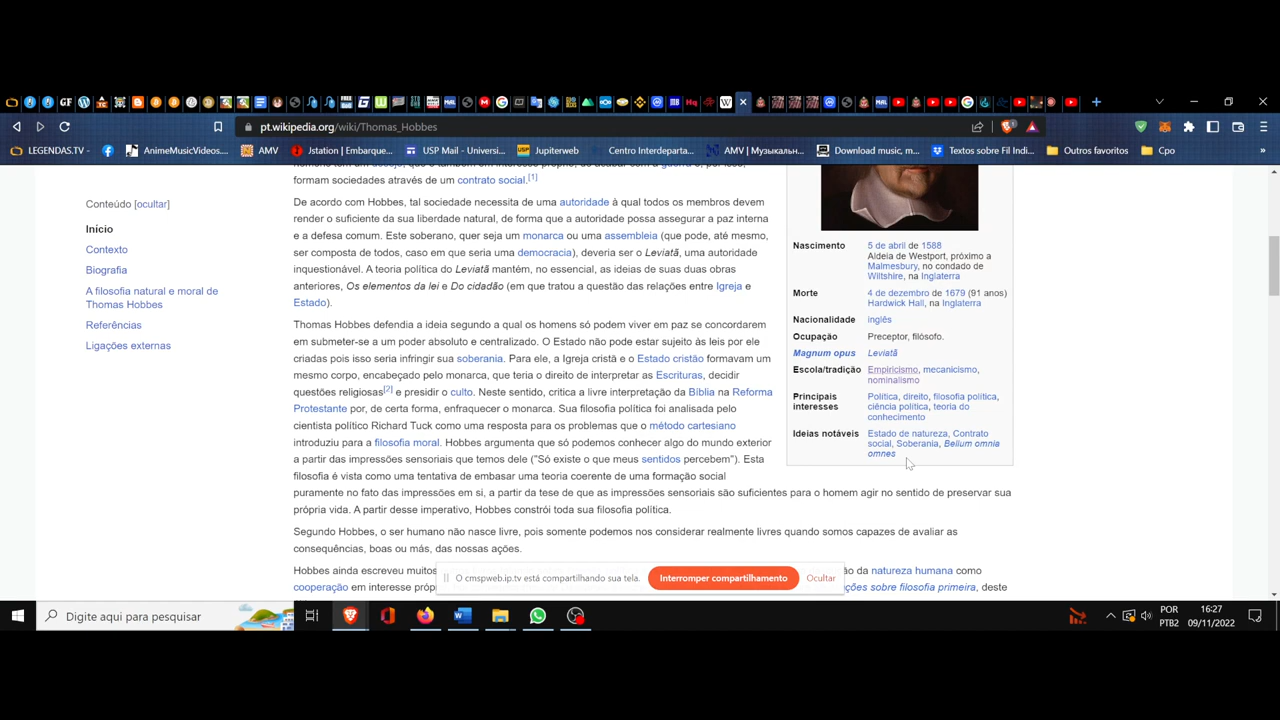 pt.wikipedia.org/wiki/Thomas_Hobbes
LEGENDAS.TV -
AnimeMusicVideos....
AMV
Jstation | Embarque...
USP Mail - Universi...
Jupiterweb
Centro Interdeparta...
AMV | Музыкальн...
Download music, m...
Textos sobre Fil Indi...
Outros favoritos
Cpo
formam sociedades através de um contrato social.[1]
De acordo com Hobbes, tal sociedade necessita de uma autoridade à qual todos os membros devem
render o suficiente da sua liberdade natural, de forma que a autoridade possa assegurar a paz interna
e a defesa comum. Este soberano, quer seja um monarca ou uma assembleia (que pode, até mesmo,
ser composta de todos, caso em que seria uma democracia), deveria ser o Leviatã, uma autoridade
inquestionável. A teoria política do Leviatã mantém, no essencial, as ideias de suas duas obras
anteriores, Os elementos da lei e Do cidadão (em que tratou a questão das relações entre Igreja e
Estado).
Thomas Hobbes defendia a ideia segundo a qual os homens só podem viver em paz se concordarem
em submeter-se a um poder absoluto e centralizado. O Estado não pode estar sujeito às leis por ele
criadas pois isso seria infringir sua soberania. Para ele, a Igreja cristã e o Estado cristão formavam um
mesmo corpo, encabeçado pelo monarca, que teria o direito de interpretar as Escrituras, decidir
questões religiosas[2] e presidir o culto. Neste sentido, critica a livre interpretação da Bíblia na Reforma
Protestante por, de certa forma, enfraquecer o monarca. Sua filosofia política foi analisada pelo
cientista político Richard Tuck como uma resposta para os problemas que o método cartesiano
introduziu para a filosofia moral. Hobbes argumenta que só podemos conhecer algo do mundo exterior
a partir das impressões sensoriais que temos dele ("Só existe o que meus sentidos percebem"). Esta
filosofia é vista como uma tentativa de embasar uma teoria coerente de uma formação social
puramente no fato das impressões em si, a partir da tese de que as impressões sensoriais são suficientes para o homem agir no sentido de preservar sua
própria vida. A partir desse imperativo, Hobbes constrói toda sua filosofia política.
Segundo Hobbes, o ser humano não nasce livre, pois somente podemos nos considerar realmente livres quando somos capazes de avaliar as
consequências, boas ou más, das nossas ações.
Hobbes ainda escreveu muitos
da natureza humana como
cooperação em interesse próp
ções sobre filosofia primeira, deste
Conteúdo [ocultar]
Início
Contexto
Biografia
A filosofia natural e moral de
Thomas Hobbes
Referências
Ligações externas
Nascimento 5 de abril de 1588
Aldeia de Westport, próximo a
Malmesbury, no condado de
Wiltshire, na Inglaterra
Morte 4 de dezembro de 1679 (91 anos)
Hardwick Hall, na Inglaterra
Nacionalidade inglês
Ocupação Preceptor, filósofo.
Magnum opus Leviatã
Escola/tradição Empiricismo, mecanicismo,
nominalismo
Principais interesses Política, direito, filosofia política,
ciência política, teoria do
conhecimento
Ideias notáveis Estado de natureza, Contrato
social, Soberania, Bellum omnia
omnes
O cmspweb.ip.tv está compartilhando sua tela.
Interromper compartilhamento
Ocultar
Digite aqui para pesquisar
POR
PTB2
16:27
09/11/2022